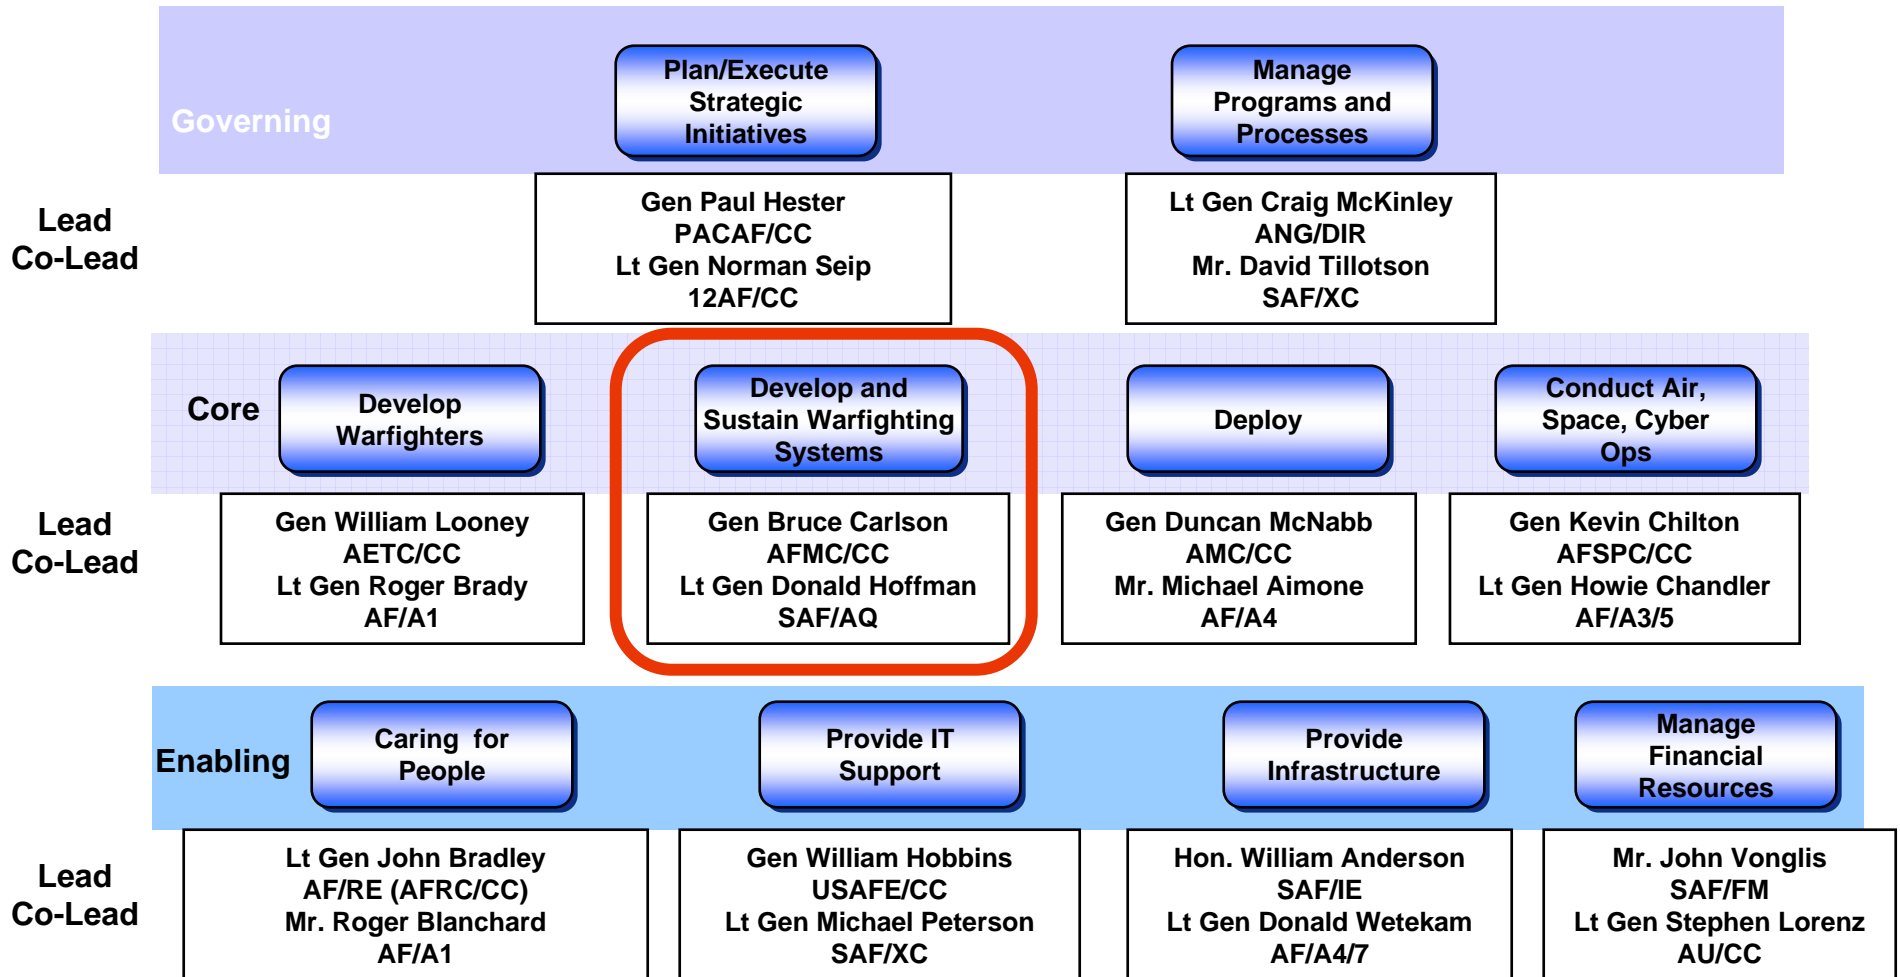 Governing
Plan/Execute
Strategic
Initiatives
Manage
Programs and
Processes
Lead
Co-Lead
Gen Paul Hester
PACAF/CC
Lt Gen Norman Seip
12AF/CC
Lt Gen Craig McKinley
ANG/DIR
Mr. David Tillotson
SAF/XC
Core
Develop
Warfighters
Develop and
Sustain Warfighting
Systems
Deploy
Conduct Air,
Space, Cyber
Ops
Lead
Co-Lead
Gen William Looney
AETC/CC
Lt Gen Roger Brady
AF/A1
Gen Bruce Carlson
AFMC/CC
Lt Gen Donald Hoffman
SAF/AQ
Gen Duncan McNabb
AMC/CC
Mr. Michael Aimone
AF/A4
Gen Kevin Chilton
AFSPC/CC
Lt Gen Howie Chandler
AF/A3/5
Enabling
Caring for
People
Provide IT
Support
Provide
Infrastructure
Manage
Financial
Resources
Lead
Co-Lead
Lt Gen John Bradley
AF/RE (AFRC/CC)
Mr. Roger Blanchard
AF/A1
Gen William Hobbins
USAFE/CC
Lt Gen Michael Peterson
SAF/XC
Hon. William Anderson
SAF/IE
Lt Gen Donald Wetekam
AF/A4/7
Mr. John Vonglis
SAF/FM
Lt Gen Stephen Lorenz
AU/CC